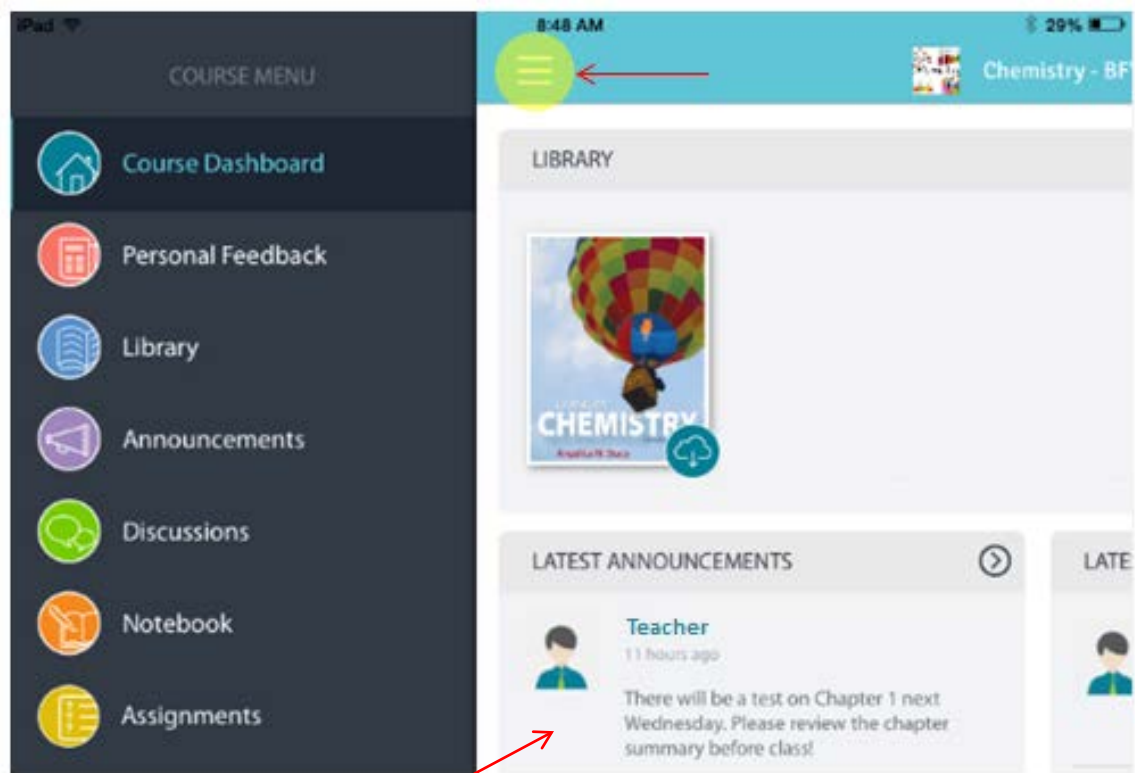 iPad
8:48 AM
29%
COURSE MENU
Chemistry - BF
Course Dashboard
Personal Feedback
Library
Announcements
Discussions
Notebook
Assignments
LIBRARY
CHEMISTRY
LATEST ANNOUNCEMENTS
LATE
Teacher
11 hours ago
There will be a test on Chapter 1 next
Wednesday. Please review the chapter
summary before class!